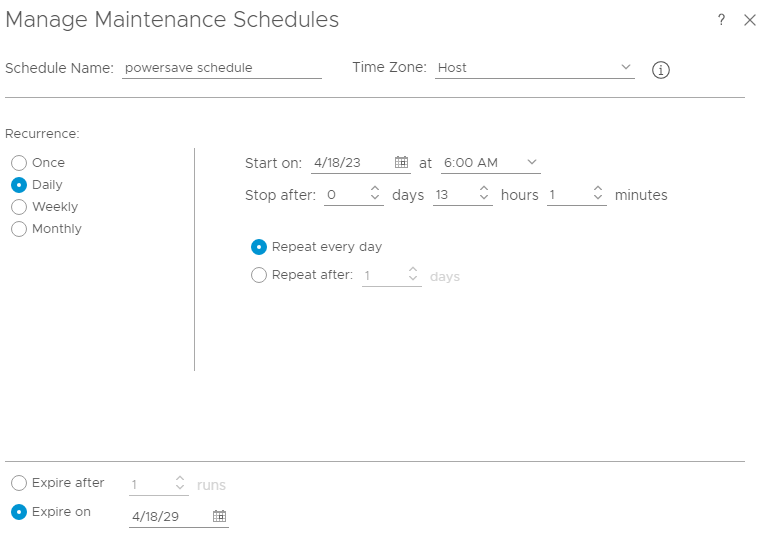 Manage Maintenance Schedules ?
Schedule Name: powersave schedule Time Zone: Host
Recurrence:
Once
Daily
Weekly
Monthly
Start on: 4/18/23 at 6:00 AM
Stop after: 0 days 13 hours 1 minutes
Repeat every day
Repeat after: 1 days
Expire after 1 runs
Expire on 4/18/29